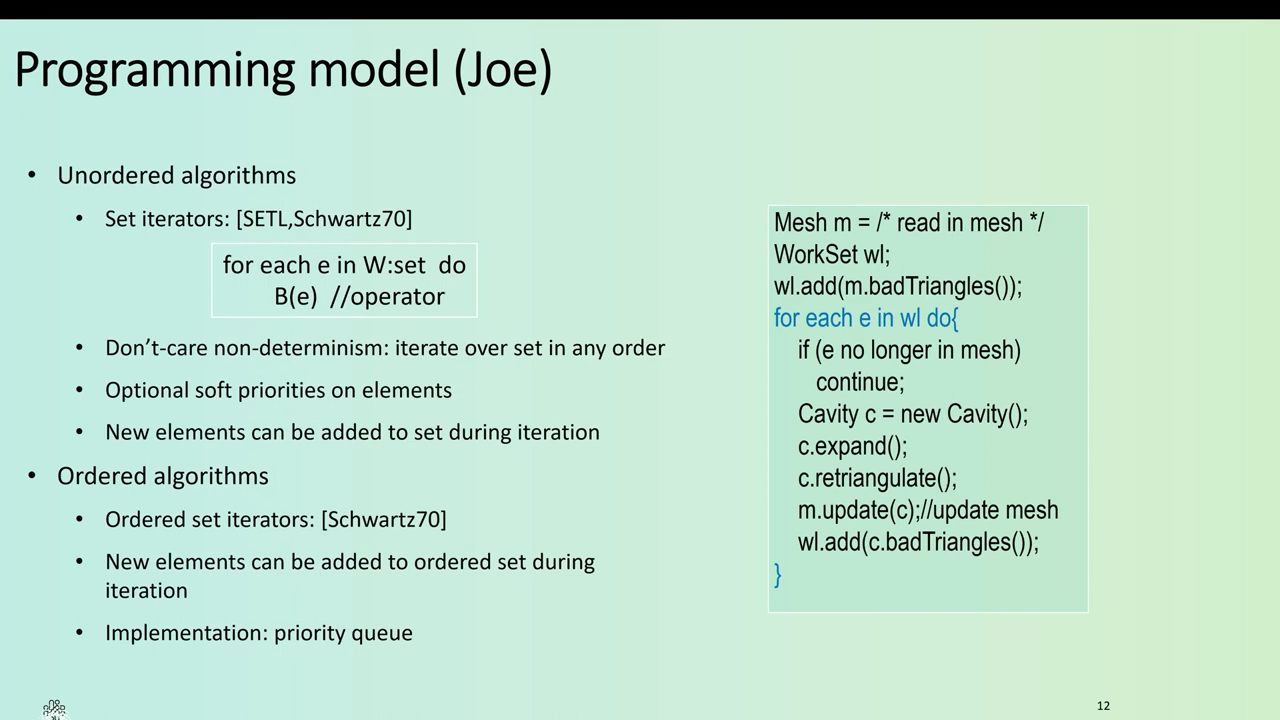 Programming model (Joe)
• Unordered algorithms
• Set iterators: [SETL,Schwartz70]
for each e in W:set do
B(e) //operator
• Don't-care non-determinism: iterate over set in any order
• Optional soft priorities on elements
• New elements can be added to set during iteration
• Ordered algorithms
• Ordered set iterators: [Schwartz70]
• New elements can be added to ordered set during
iteration
• Implementation: priority queue
Mesh m = /* read in mesh */
WorkSet wl;
wl.add(m.badTriangles());
for each e in wl do{
if (e no longer in mesh)
continue;
Cavity c = new Cavity();
c.expand();
c.retriangulate();
m.update(c);//update mesh
wl.add(c.badTriangles());
}
12